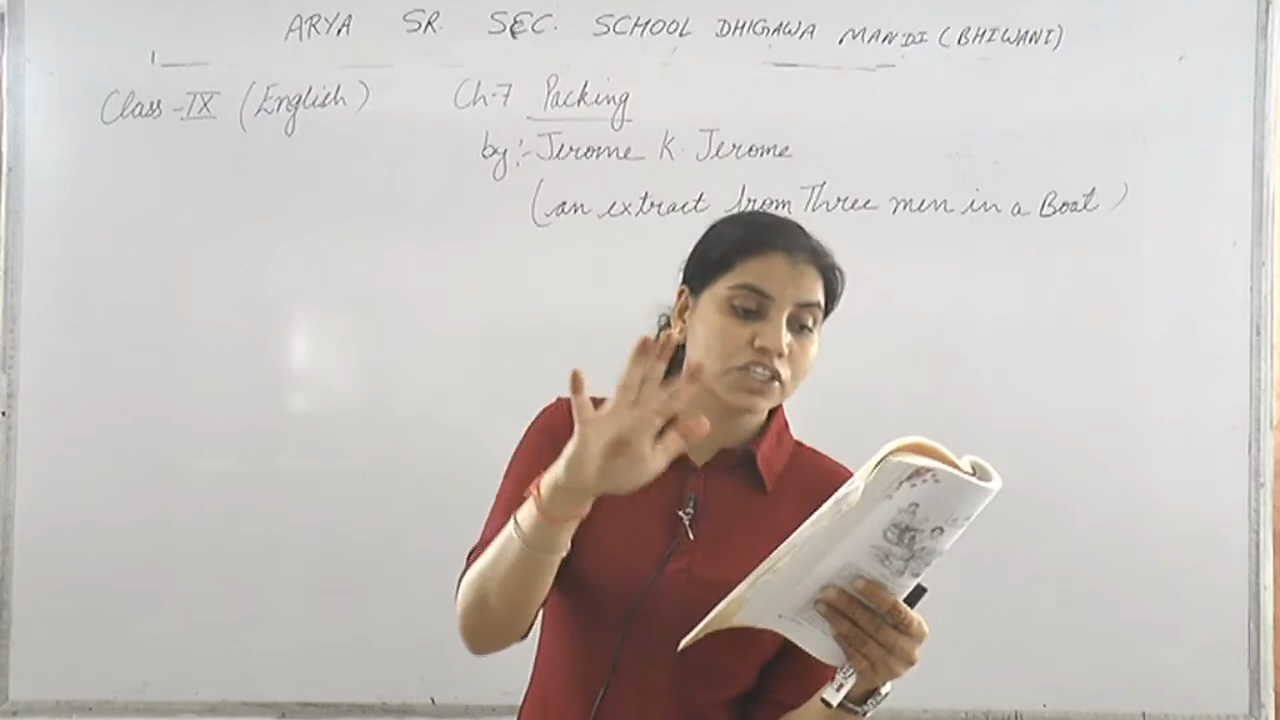 ARYA SR. SEC. SCHOOL DHIGAWA MANDI (BHIWANI)
Class - IX (English) Ch-7 Packing
by:- Jerome K. Jerome
(an extract from Three men in a Boat)